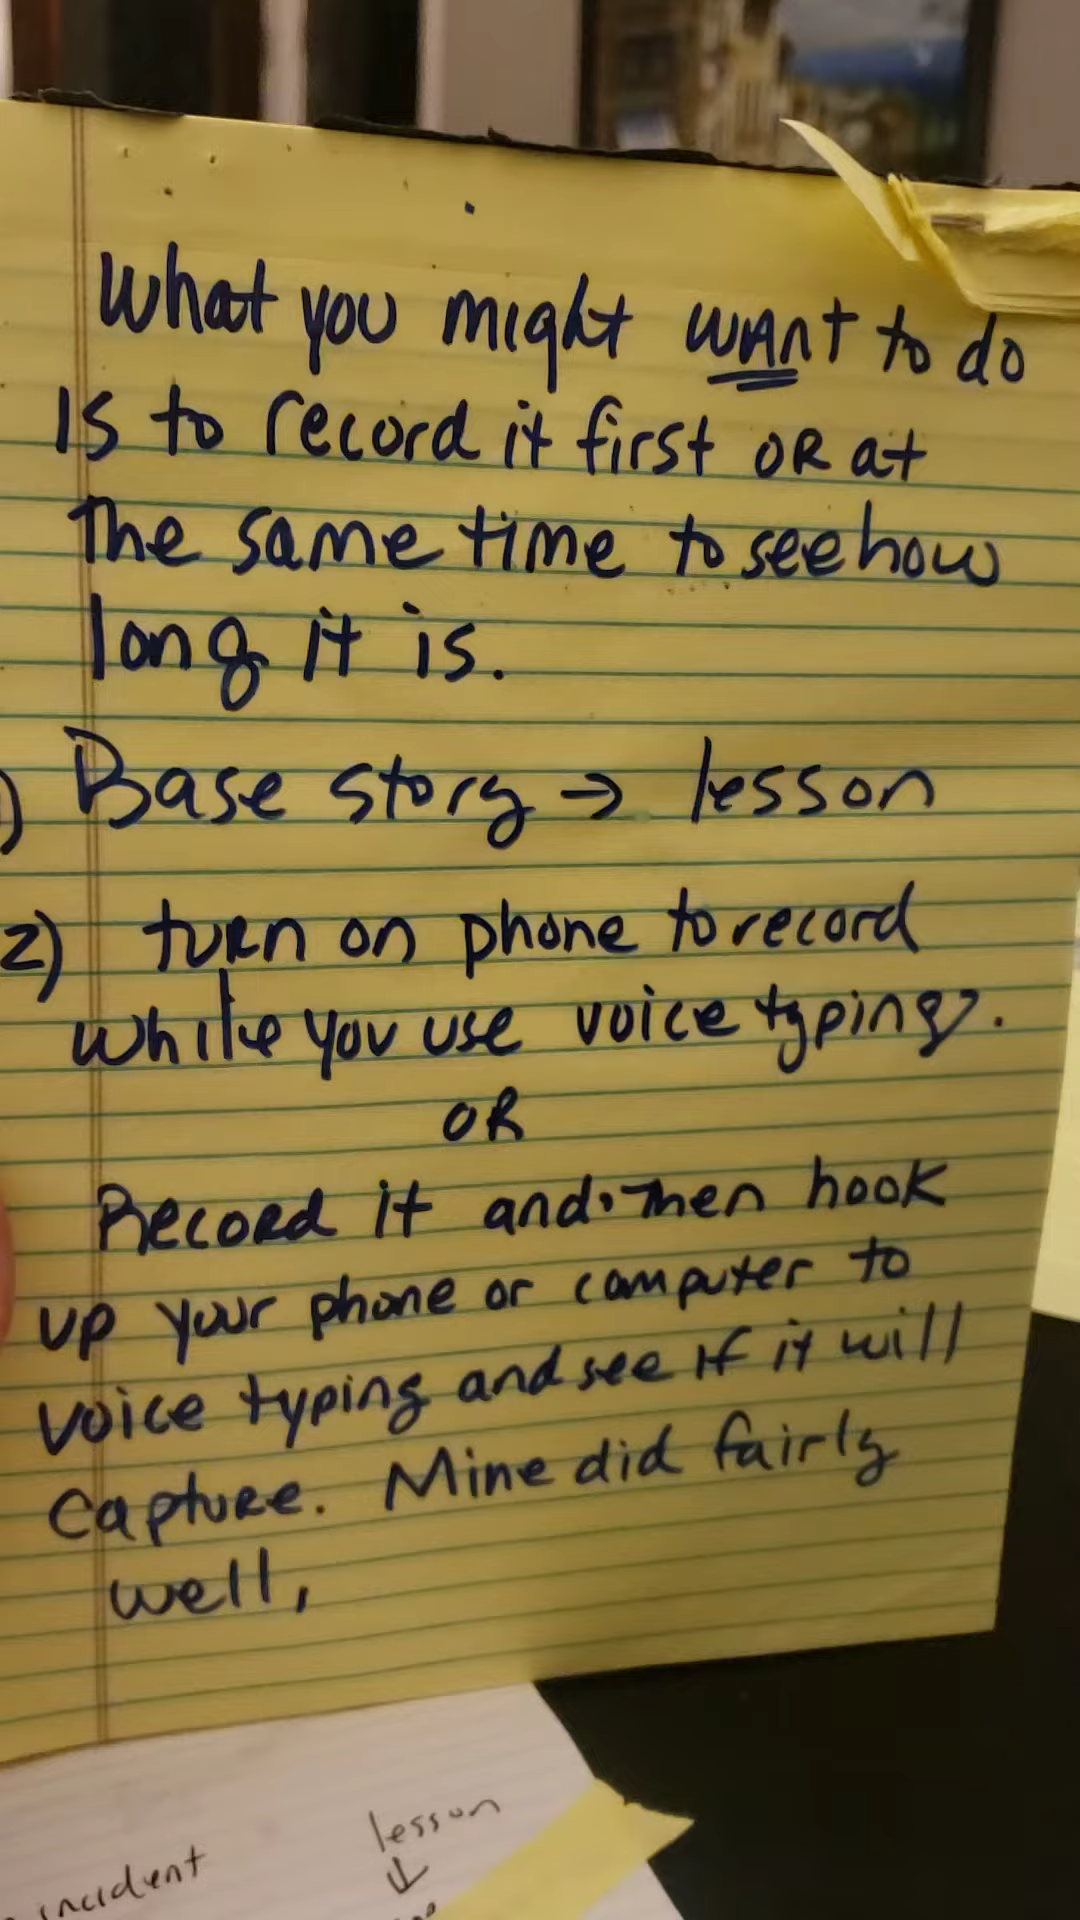 What you might WANt to do
is to record it first OR at
the same time to see how
long it is.
) Base story → lesson
2) turn on phone to record
while you use voice typing.
OR
Record it and then hook
up your phone or computer to
voice typing and see if it will
capture. Mine did fairly
well,
lesson
↓
incident